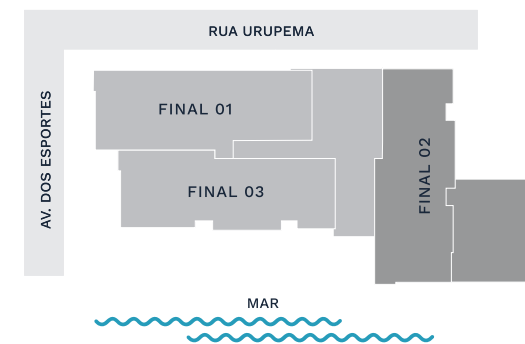 RUA URUPEMA
AV. DOS ESPORTES
FINAL 01
FINAL 02
FINAL 03
MAR